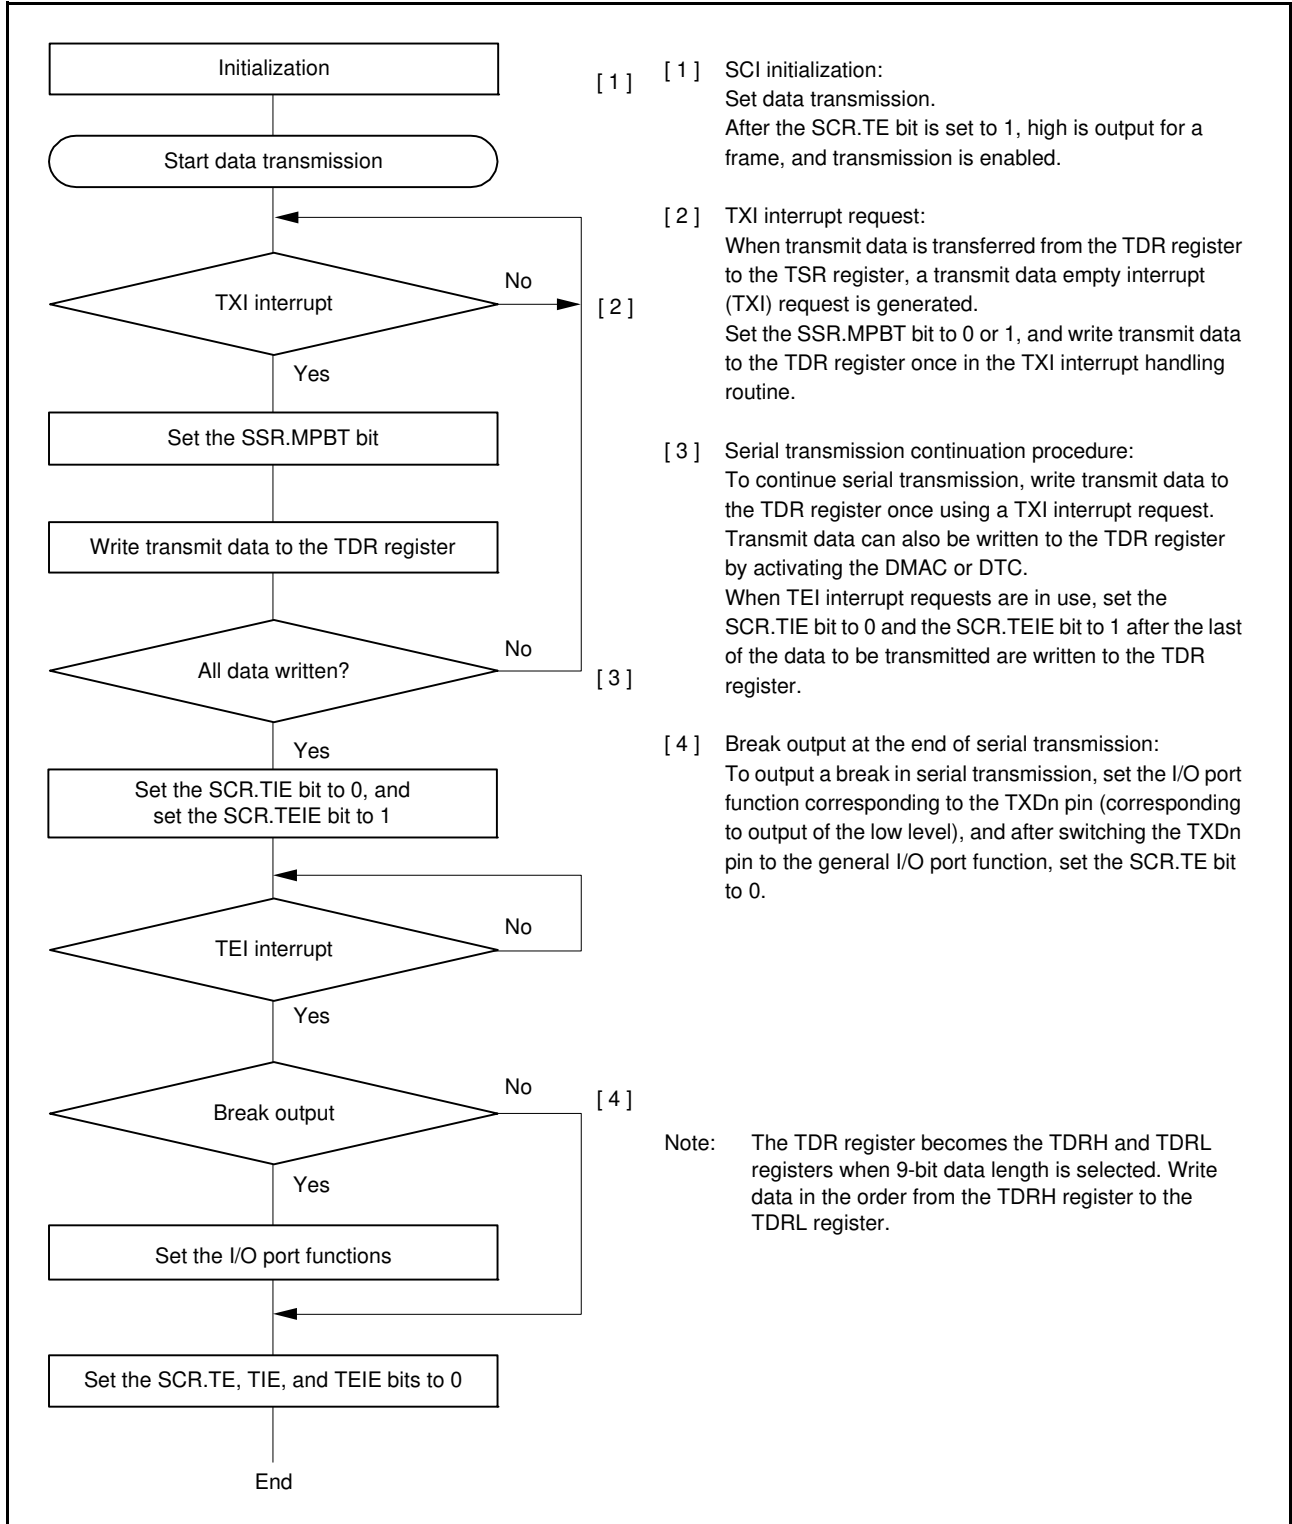 Initialization
[ 1 ]
Start data transmission
TXI interrupt
No
[ 2 ]
Yes
Set the SSR.MPBT bit
Write transmit data to the TDR register
All data written?
No
[ 3 ]
Yes
Set the SCR.TIE bit to 0, and
set the SCR.TEIE bit to 1
TEI interrupt
No
Yes
Break output
No
[ 4 ]
Yes
Set the I/O port functions
Set the SCR.TE, TIE, and TEIE bits to 0
End
[ 1 ] SCI initialization:
Set data transmission.
After the SCR.TE bit is set to 1, high is output for a
frame, and transmission is enabled.
[ 2 ] TXI interrupt request:
When transmit data is transferred from the TDR register
to the TSR register, a transmit data empty interrupt
(TXI) request is generated.
Set the SSR.MPBT bit to 0 or 1, and write transmit data
to the TDR register once in the TXI interrupt handling
routine.
[ 3 ] Serial transmission continuation procedure:
To continue serial transmission, write transmit data to
the TDR register once using a TXI interrupt request.
Transmit data can also be written to the TDR register
by activating the DMAC or DTC.
When TEI interrupt requests are in use, set the
SCR.TIE bit to 0 and the SCR.TEIE bit to 1 after the last
of the data to be transmitted are written to the TDR
register.
[ 4 ] Break output at the end of serial transmission:
To output a break in serial transmission, set the I/O port
function corresponding to the TXDn pin (corresponding
to output of the low level), and after switching the TXDn
pin to the general I/O port function, set the SCR.TE bit
to 0.
Note: The TDR register becomes the TDRH and TDRL
registers when 9-bit data length is selected. Write
data in the order from the TDRH register to the
TDRL register.